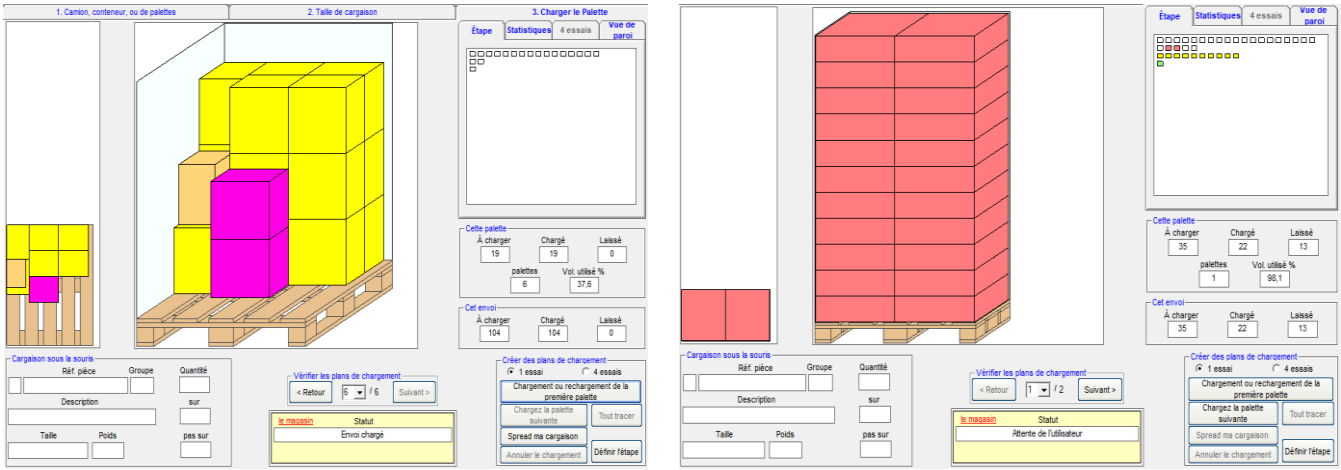 1. Camion, conteneur, ou de palettes
2. Taille de cargaison
3. Charger le Palette
Étape
Statistiques
4 essais
Vue de
paroi
Cette palette
À charger
Chargé
Laissé
19
19
0
palettes
Vol. utilisé %
6
37,6
Cet envoi
À charger
Chargé
Laissé
104
104
0
Cargaison sous la souris
Réf. pièce
Groupe
Quantité
Description
sur
Taille
Poids
pas sur
Vérifier les plans de chargement
< Retour
6
/ 6
Suivant >
le magasin
Statut
Envoi chargé
Créer des plans de chargement
1 essai
4 essais
Chargement ou rechargement de la
première palette
Chargez la palette
suivante
Tout tracer
Spread ma cargaison
Annuler le chargement
Définir l'étape
Étape
Statistiques
4 essais
Vue de
paroi
Cette palette
À charger
Chargé
Laissé
35
22
13
palettes
Vol. utilisé %
1
98,1
Cet envoi
À charger
Chargé
Laissé
35
22
13
Cargaison sous la souris
Réf. pièce
Groupe
Quantité
Description
sur
Taille
Poids
pas sur
Vérifier les plans de chargement
< Retour
1
/ 2
Suivant >
le magasin
Statut
Attente de l'utilisateur
Créer des plans de chargement
1 essai
4 essais
Chargement ou rechargement de la
première palette
Chargez la palette
suivante
Tout tracer
Spread ma cargaison
Annuler le chargement
Définir l'étape